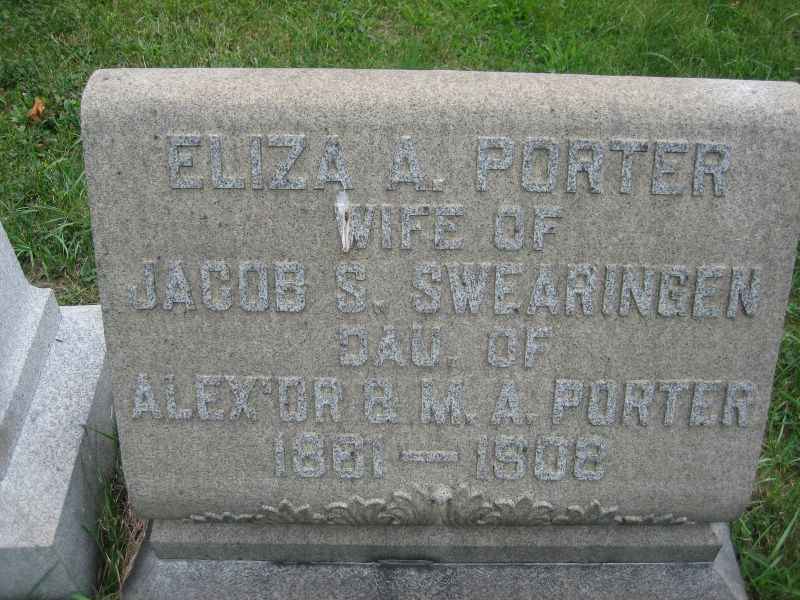 ELIZA A. PORTER
WIFE OF
JACOB S. SWEARINGEN
DAU. OF
ALEX'DR & M. A. PORTER
1861–1908